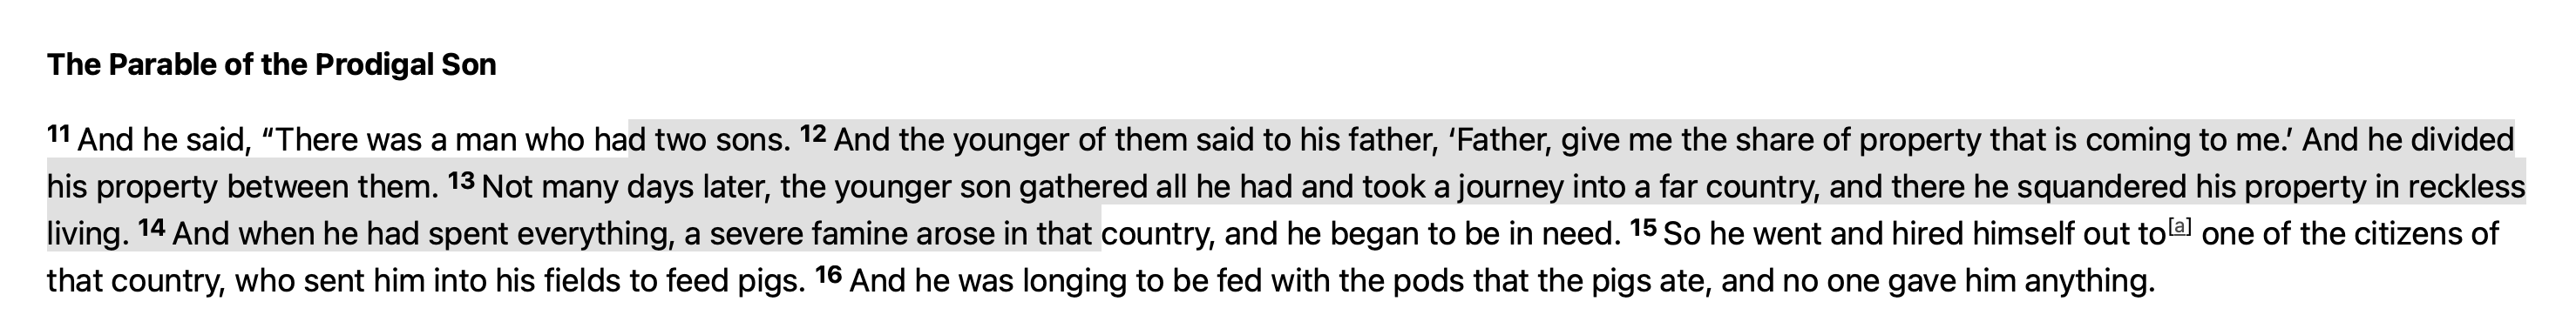 The Parable of the Prodigal Son
11 And he said, “There was a man who had two sons. 12 And the younger of them said to his father, ‘Father, give me the share of property that is coming to me.’ And he divided
his property between them. 13 Not many days later, the younger son gathered all he had and took a journey into a far country, and there he squandered his property in reckless
living. 14 And when he had spent everything, a severe famine arose in that country, and he began to be in need. 15 So he went and hired himself out to[a] one of the citizens of
that country, who sent him into his fields to feed pigs. 16 And he was longing to be fed with the pods that the pigs ate, and no one gave him anything.